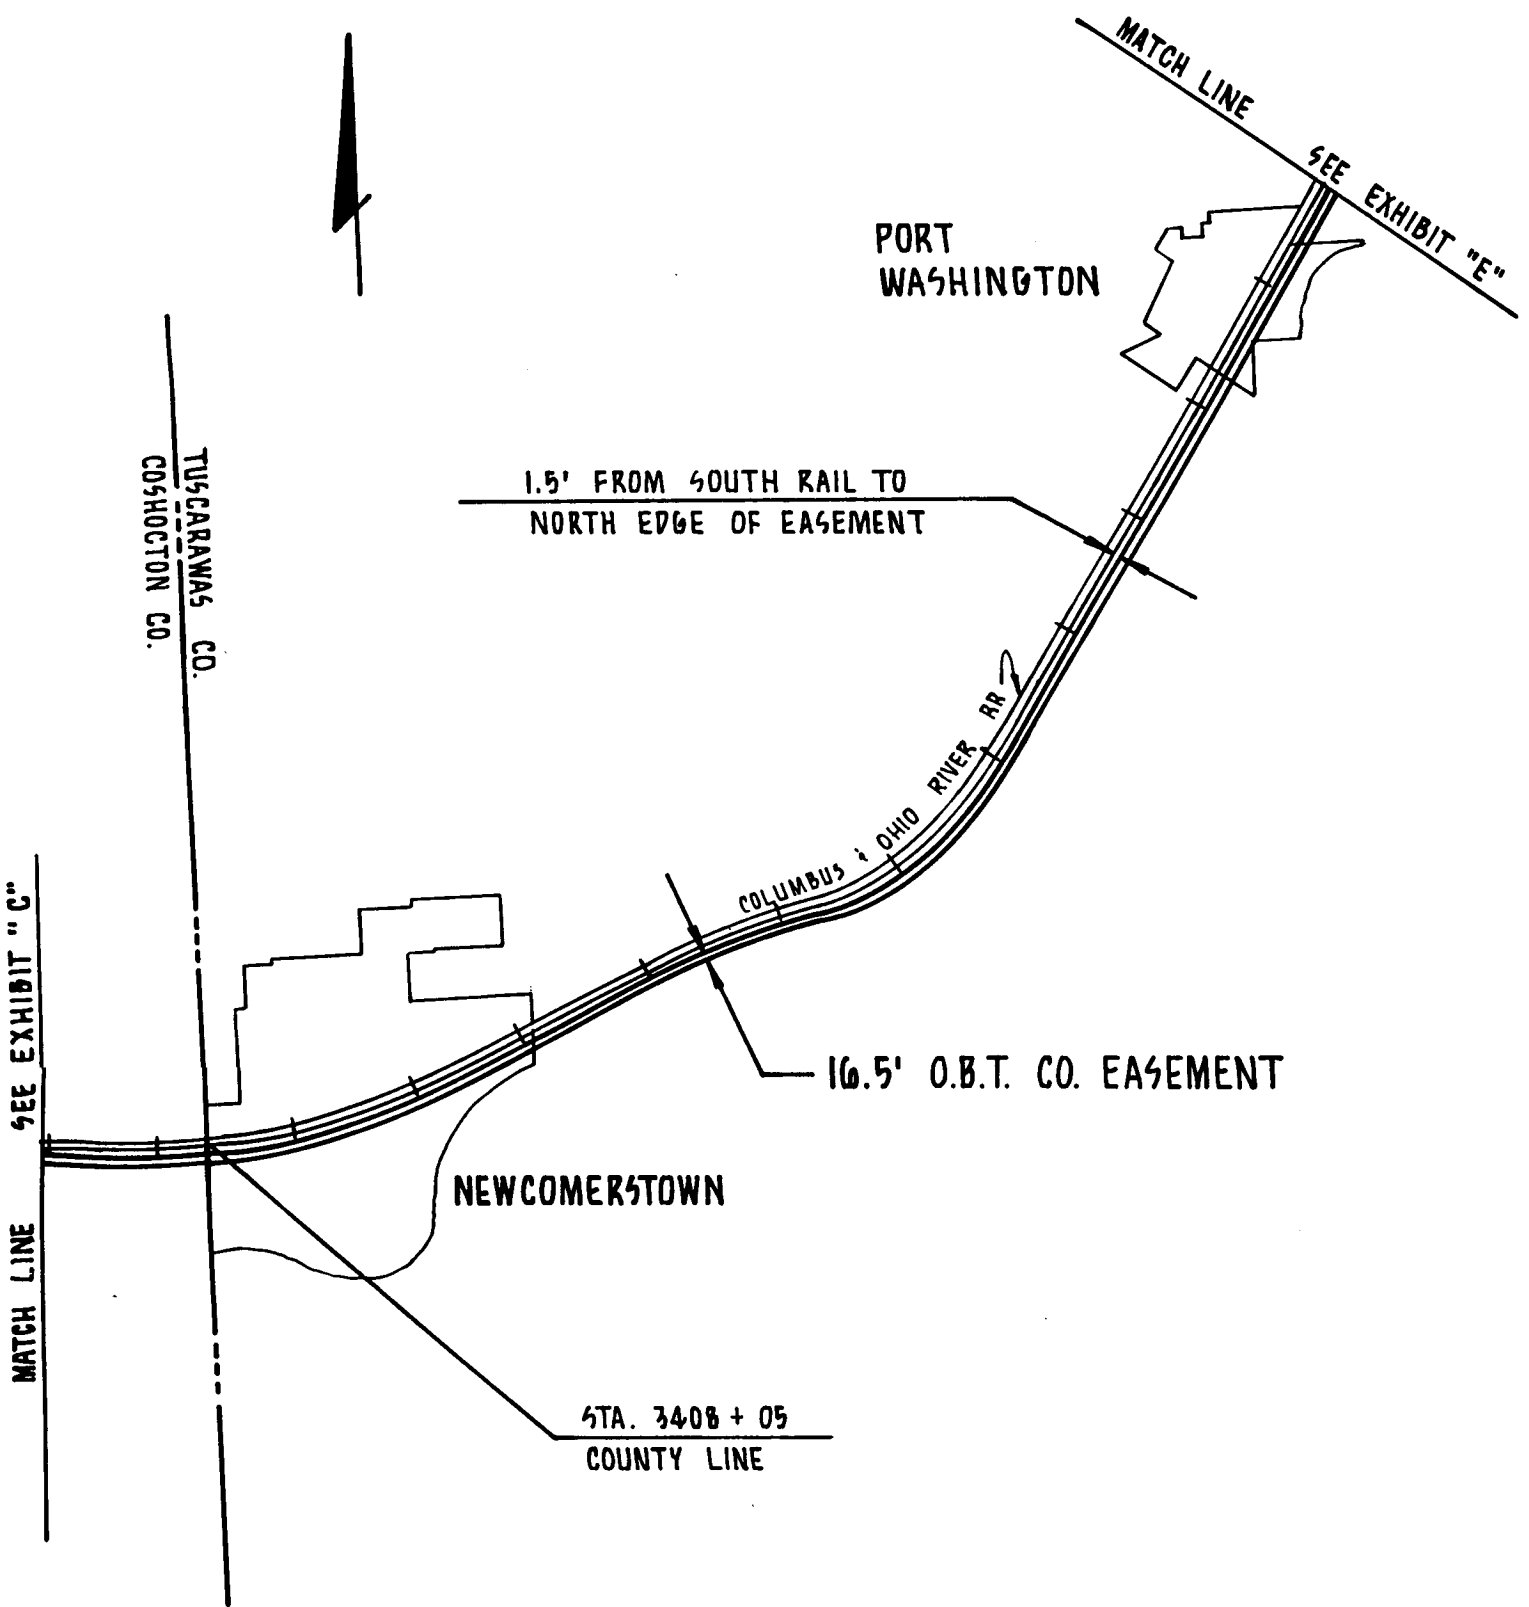 MATCH LINE SEE EXHIBIT "E"
PORT
WASHINGTON
TUSCARAWAS CO.
COSHOCTON CO.
1.5' FROM SOUTH RAIL TO
NORTH EDGE OF EASEMENT
COLUMBUS & OHIO RIVER RR
MATCH LINE SEE EXHIBIT "C"
16.5' O.B.T. CO. EASEMENT
NEWCOMERSTOWN
STA. 3408 + 05
COUNTY LINE